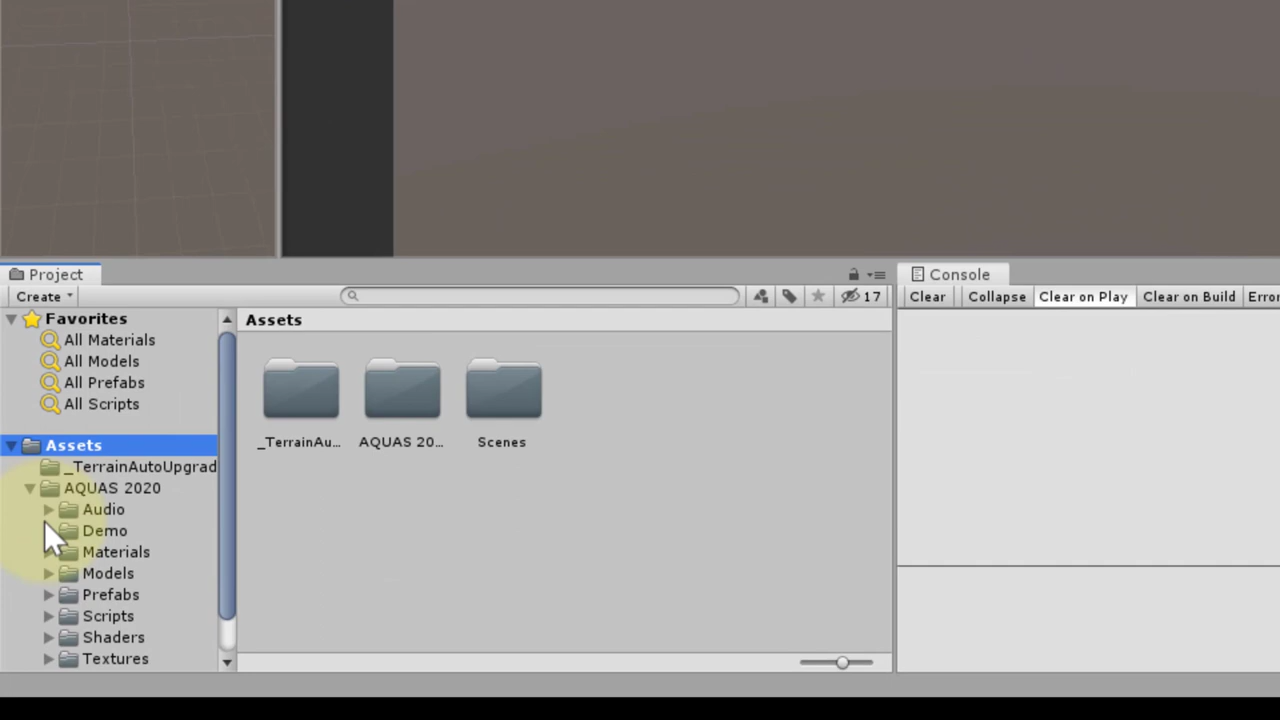 Project
Console
Create
17
Clear
Collapse
Clear on Play
Clear on Build
Favorites
All Materials
All Models
All Prefabs
All Scripts
Assets
_TerrainAutoUpgrad
AQUAS 2020
Audio
Demo
Materials
Models
Prefabs
Scripts
Shaders
Textures
Assets
_TerrainAu...
AQUAS 20...
Scenes